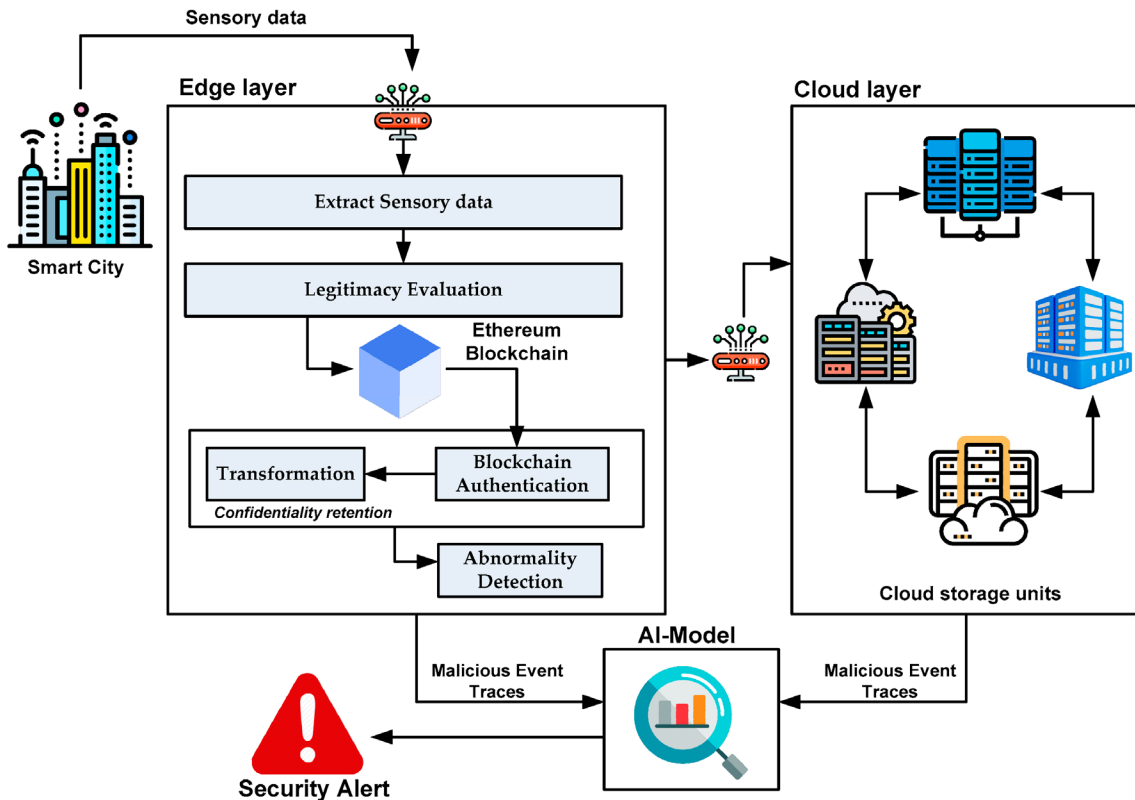 Sensory data
Edge layer
Cloud layer
Extract Sensory data
Smart City
Legitimacy Evaluation
Ethereum
Blockchain
Transformation
Blockchain
Authentication
Confidentiality retention
Abnormality
Detection
Cloud storage units
AI-Model
Malicious Event
Traces
Malicious Event
Traces
Security Alert